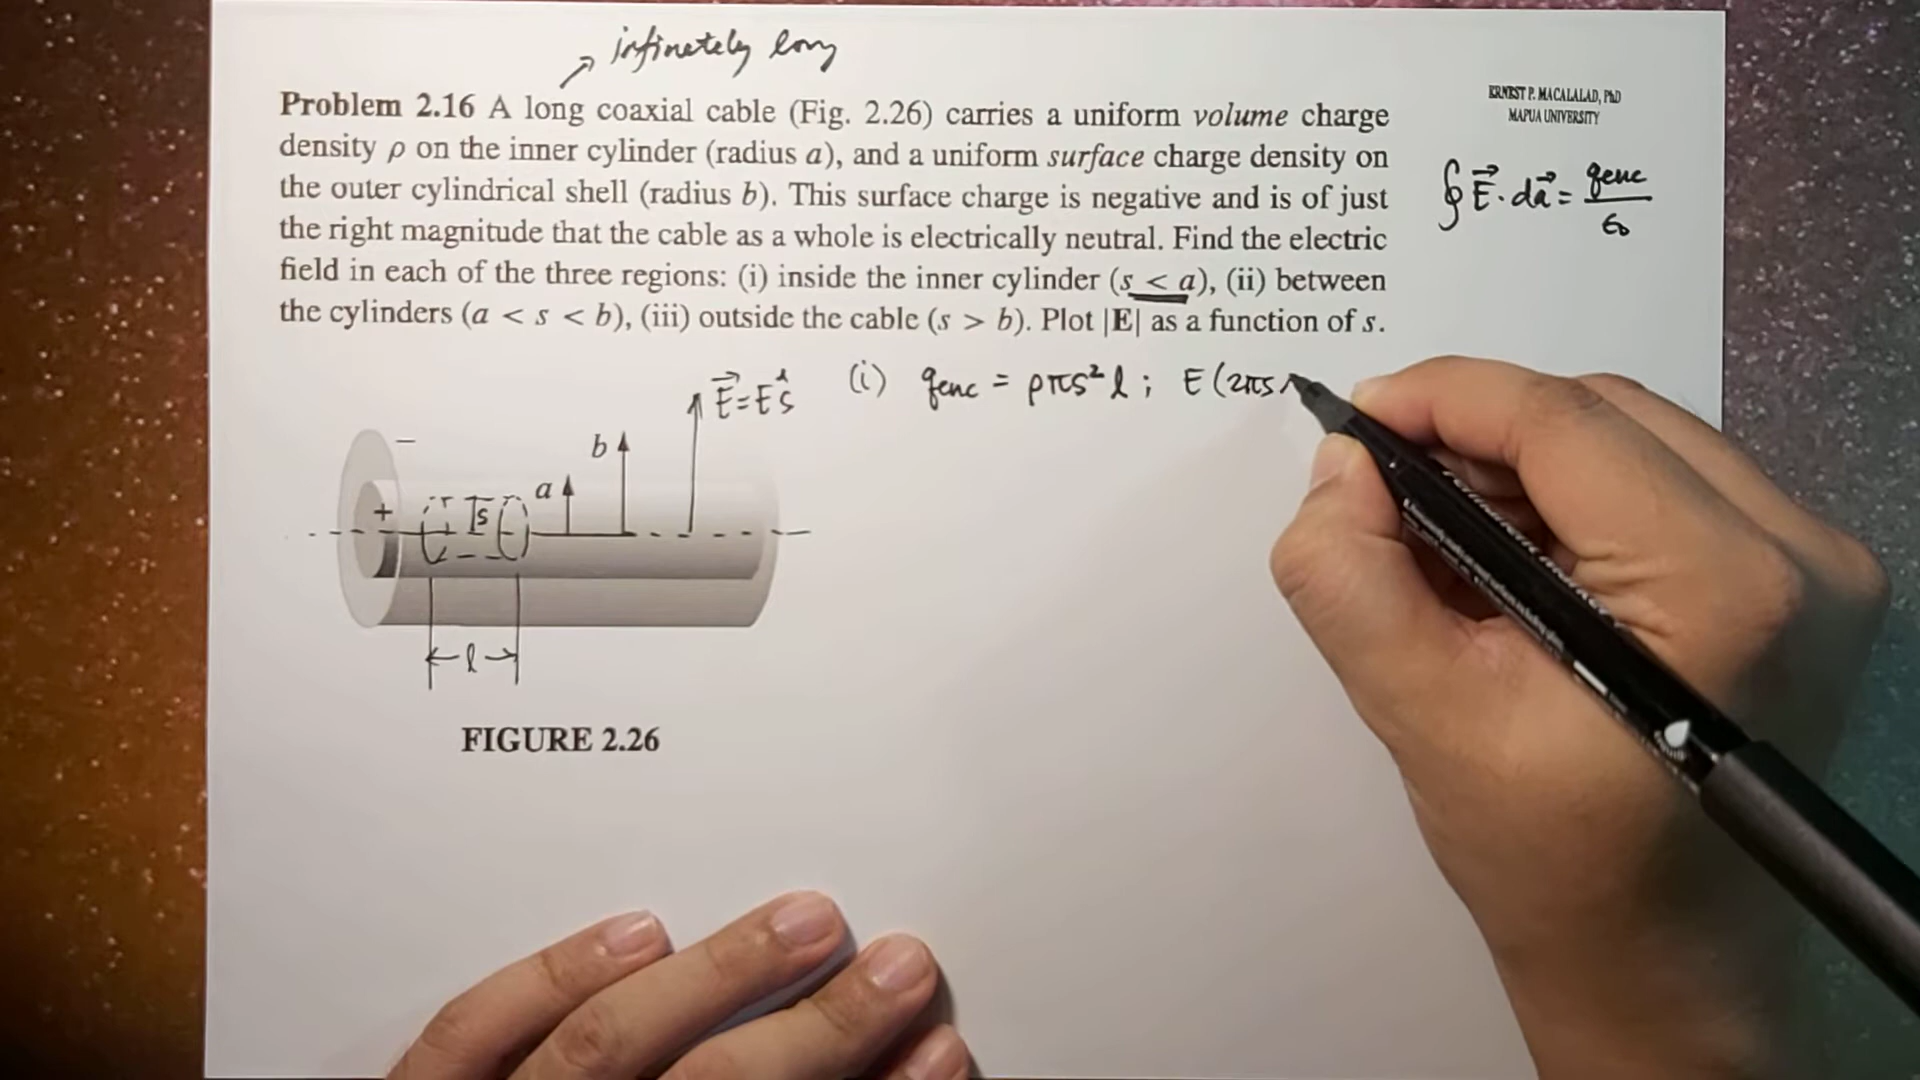 infinetely long
Problem 2.16 A long coaxial cable (Fig. 2.26) carries a uniform volume charge
density ρ on the inner cylinder (radius a), and a uniform surface charge density on
the outer cylindrical shell (radius b). This surface charge is negative and is of just
the right magnitude that the cable as a whole is electrically neutral. Find the electric
field in each of the three regions: (i) inside the inner cylinder (s < a), (ii) between
the cylinders (a < s < b), (iii) outside the cable (s > b). Plot |E| as a function of s.
ERNEST P. MACALALAD, PhD
MAPUA UNIVERSITY
∮ E⃗ · da⃗ = qenc / ε₀
E⃗ = E ŝ
(i) qenc = ρπs² l ; E (2πs
−
b
a
+
s
l
FIGURE 2.26